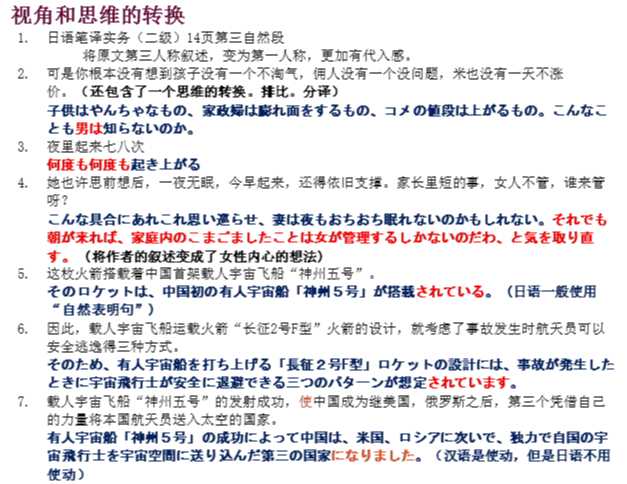 视角和思维的转换
1. 日语笔译实务（二级）14页第三自然段
将原文第三人称叙述，变为第一人称，更加有代入感。
2. 可是你根本没有想到孩子没有一个不淘气，佣人没有一个没问题，米也没有一天不涨
价。（还包含了一个思维的转换。排比。分译）
子供はやんちゃなもの、家政婦は膨れ面をするもの、コメの値段は上がるもの。こんなこ
とも男は知らないのか。
3. 夜里起来七八次
何度も何度も起き上がる
4. 她也许思前想后，一夜无眠，今早起来，还得依旧支撑。家长里短的事，女人不管，谁来管
呀？
こんな具合にあれこれ思い巡らせ、妻は夜もおちおち眠れないのかもしれない。それでも
朝が来れば、家庭内のこまごましたことは女が管理するしかないのだわ、と気を取り直
す。（将作者的叙述变成了女性内心的想法）
5. 这枚火箭搭载着中国首架载人宇宙飞船“神州五号”。
そのロケットは、中国初の有人宇宙船「神州５号」が搭載されている。（日语一般使用
“自然表明句”）
6. 因此，载人宇宙飞船运载火箭“长征2号F型”火箭的设计，就考虑了事故发生时航天员可以
安全逃逸得三种方式。
そのため、有人宇宙船を打ち上げる「長征２号F型」ロケットの設計には、事故が発生した
ときに宇宙飛行士が安全に退避できる三つのパターンが想定されています。
7. 载人宇宙飞船“神州五号”的发射成功，使中国成为继美国，俄罗斯之后，第三个凭借自己
的力量将本国航天员送入太空的国家。
有人宇宙船「神州５号」の成功によって中国は、米国、ロシアに次いで、独力で自国の宇
宙飛行士を宇宙空間に送り込んだ第三の国家になりました。（汉语是使动，但是日语不用
使动）